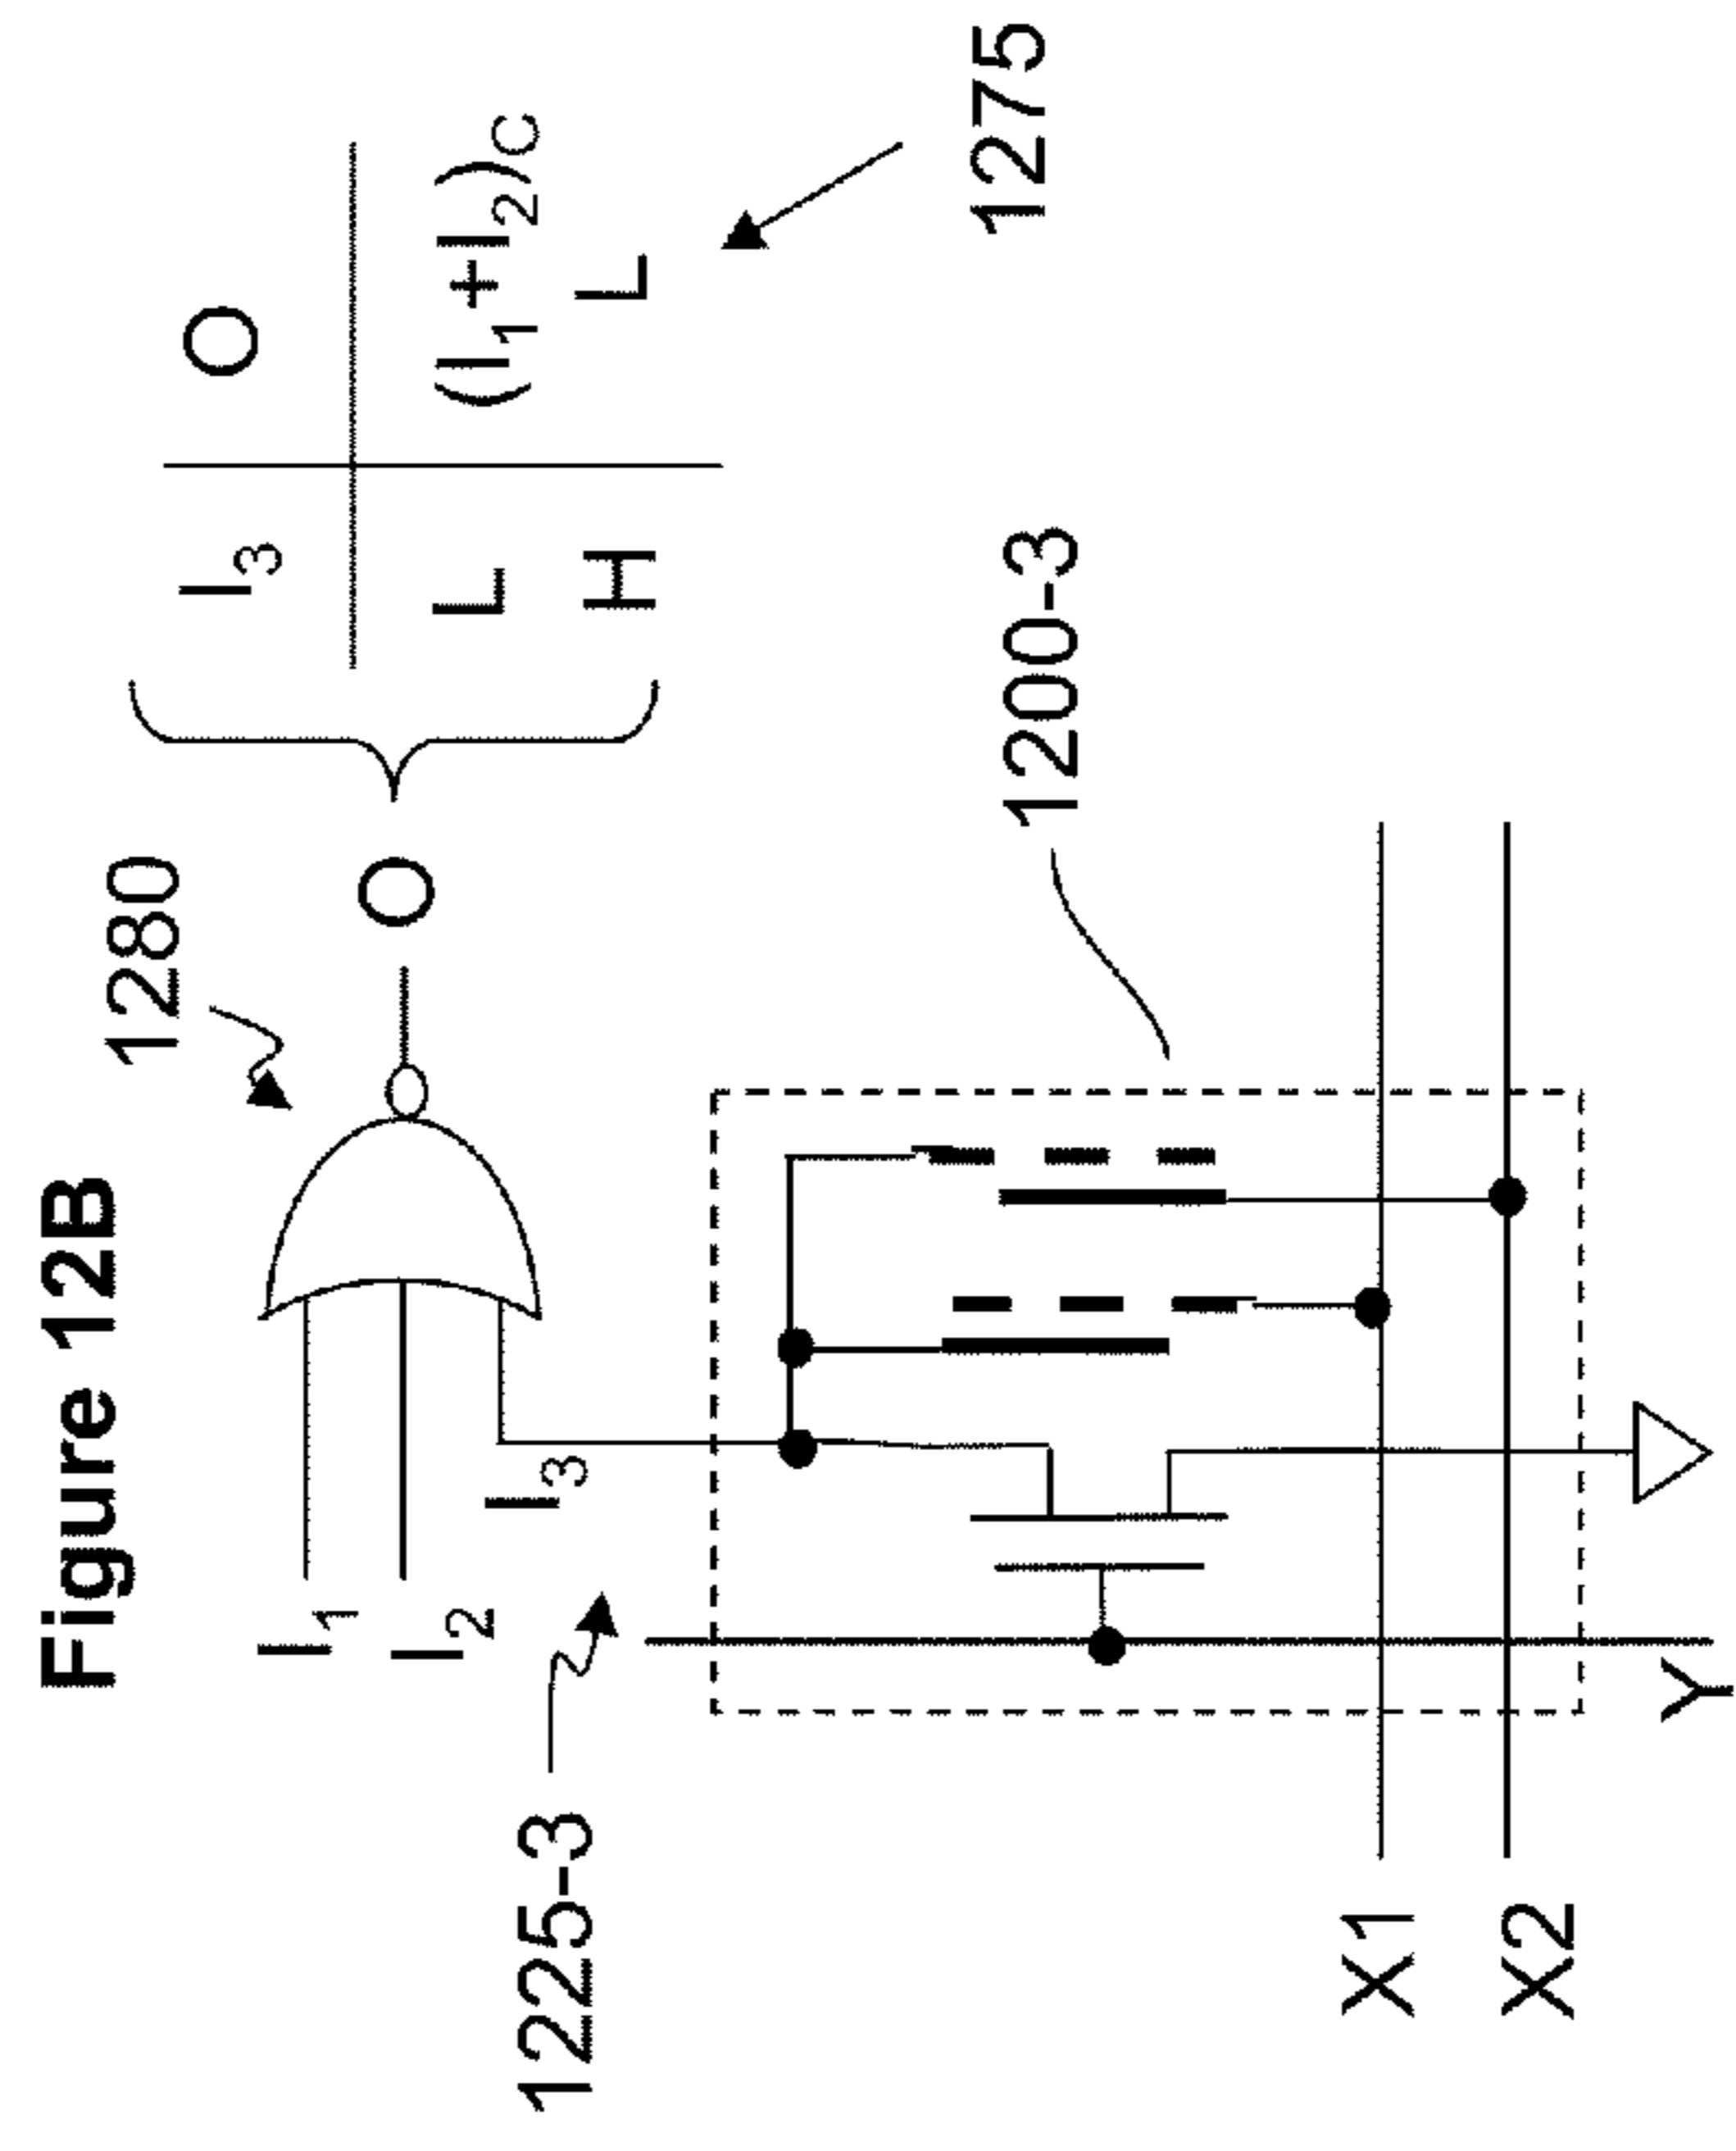 Figure 12B
1280
I₃ O
I₁
I₂
O
L (I₁+I₂)C
H L
I₃
1225-3
1275
1200-3
X1
X2
Y